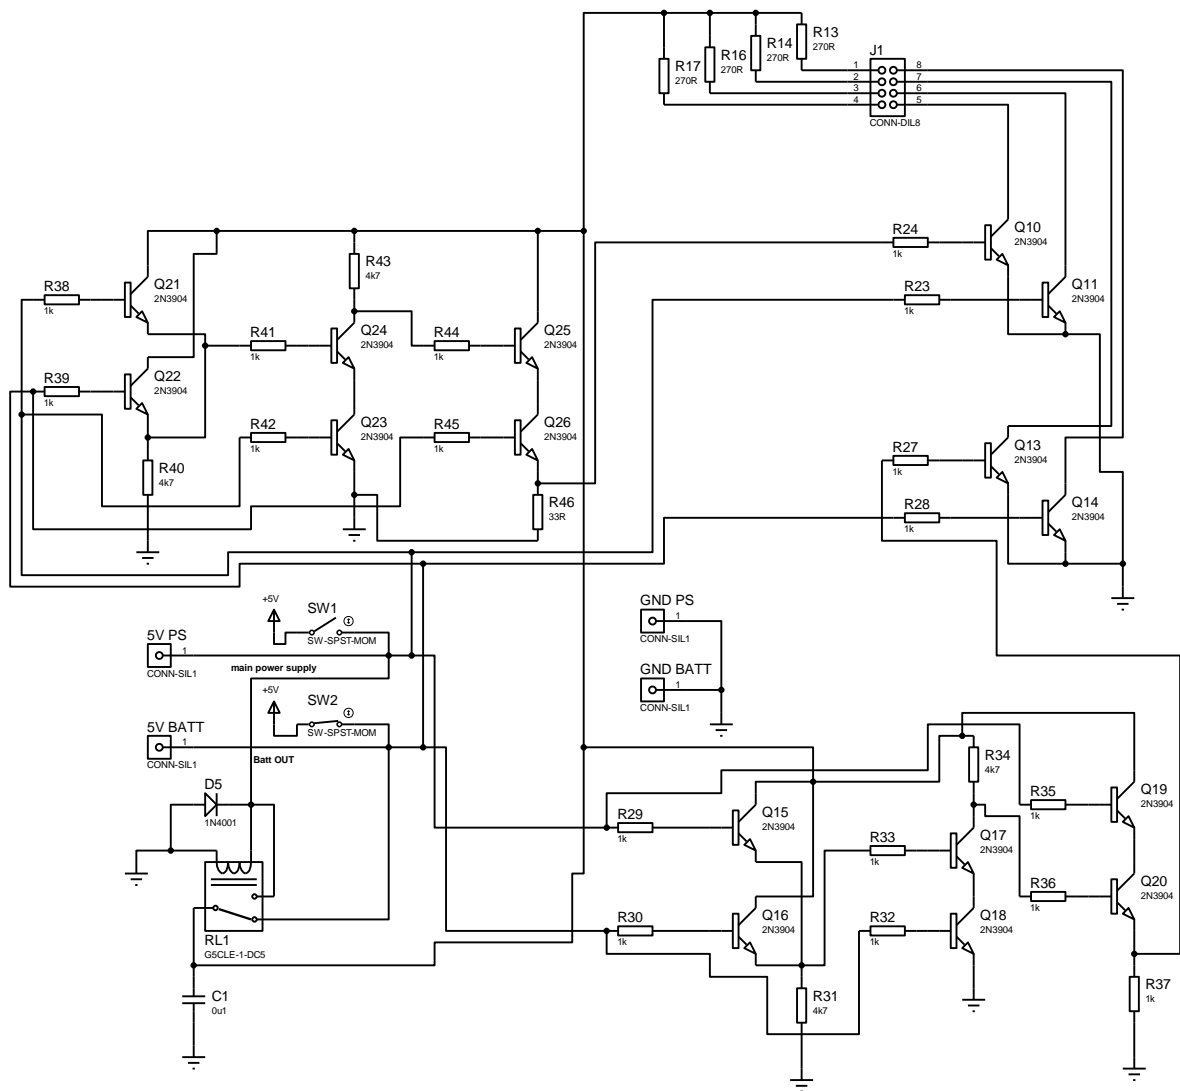 R13
270R
R14
270R
R16
270R
R17
270R
J1
1
2
3
4
8
7
6
5
CONN-DIL8
R24
1k
Q10
2N3904
R23
1k
Q11
2N3904
R43
4k7
R38
1k
Q21
2N3904
R41
1k
Q24
2N3904
R44
1k
Q25
2N3904
R39
1k
Q22
2N3904
R42
1k
Q23
2N3904
R45
1k
Q26
2N3904
R40
4k7
R46
33R
R27
1k
Q13
2N3904
R28
1k
Q14
2N3904
+5V
SW1
SW-SPST-MOM
5V PS
1
CONN-SIL1
main power supply
GND PS
1
CONN-SIL1
+5V
SW2
SW-SPST-MOM
GND BATT
1
CONN-SIL1
5V BATT
1
CONN-SIL1
Batt OUT
D5
1N4001
RL1
G5CLE-1-DC5
C1
0u1
R29
1k
Q15
2N3904
R34
4k7
R35
1k
Q19
2N3904
R33
1k
Q17
2N3904
R36
1k
Q20
2N3904
R30
1k
Q16
2N3904
R32
1k
Q18
2N3904
R31
4k7
R37
1k